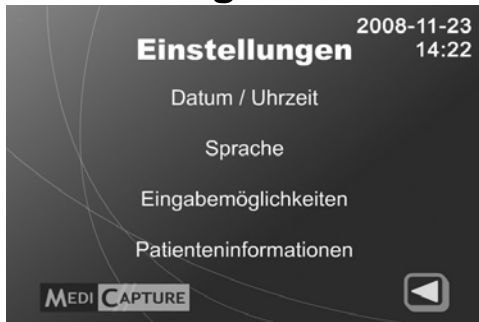 2008-11-23
Einstellungen 14:22
Datum / Uhrzeit
Sprache
Eingabemöglichkeiten
Patienteninformationen
MEDI CAPTURE